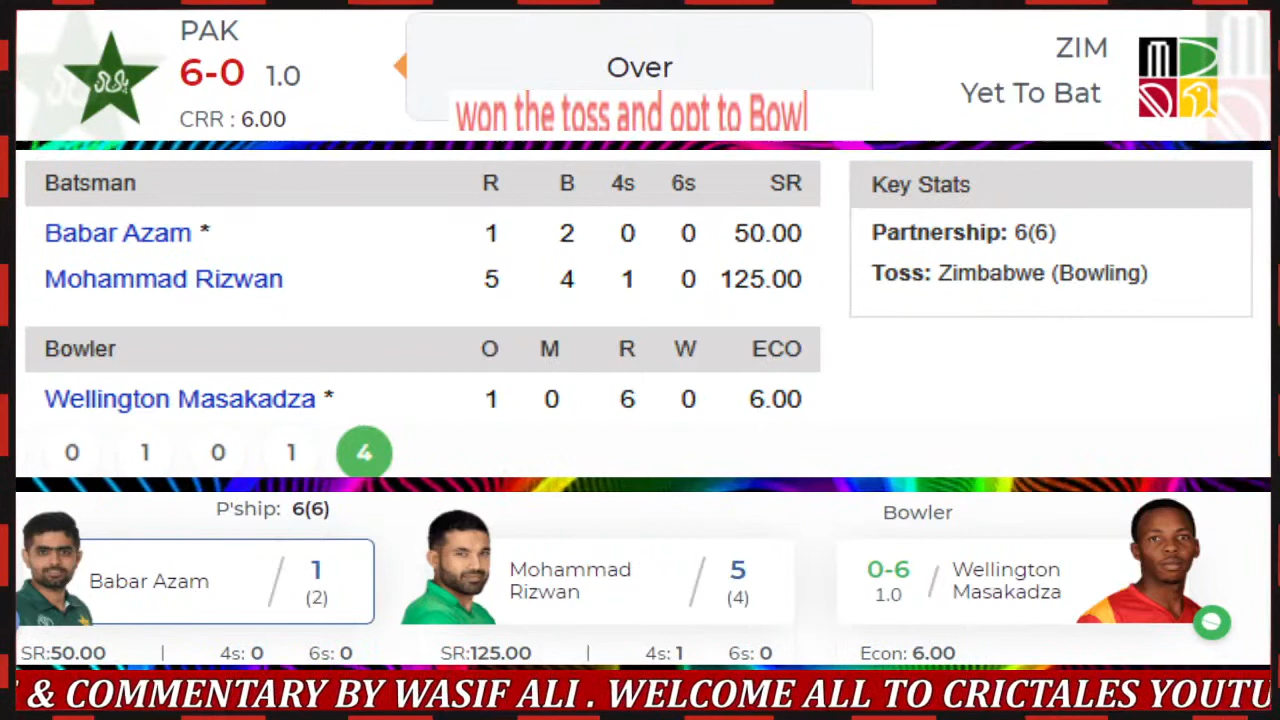 PAK
6-0 1.0
CRR : 6.00
Over
won the toss and opt to Bowl
ZIM
Yet To Bat
Batsman R B 4s 6s SR
Babar Azam * 1 2 0 0 50.00
Mohammad Rizwan 5 4 1 0 125.00
Bowler O M R W ECO
Wellington Masakadza * 1 0 6 0 6.00
0 1 0 1 4
Key Stats
Partnership: 6(6)
Toss: Zimbabwe (Bowling)
P'ship: 6(6)
Babar Azam / 1
(2)
SR:50.00 | 4s: 0 6s: 0
Mohammad
Rizwan / 5
(4)
SR:125.00 | 4s: 1 6s: 0
Bowler
0-6 / Wellington
1.0 Masakadza
Econ: 6.00
& COMMENTARY BY WASIF ALI . WELCOME ALL TO CRICTALES YOUTU